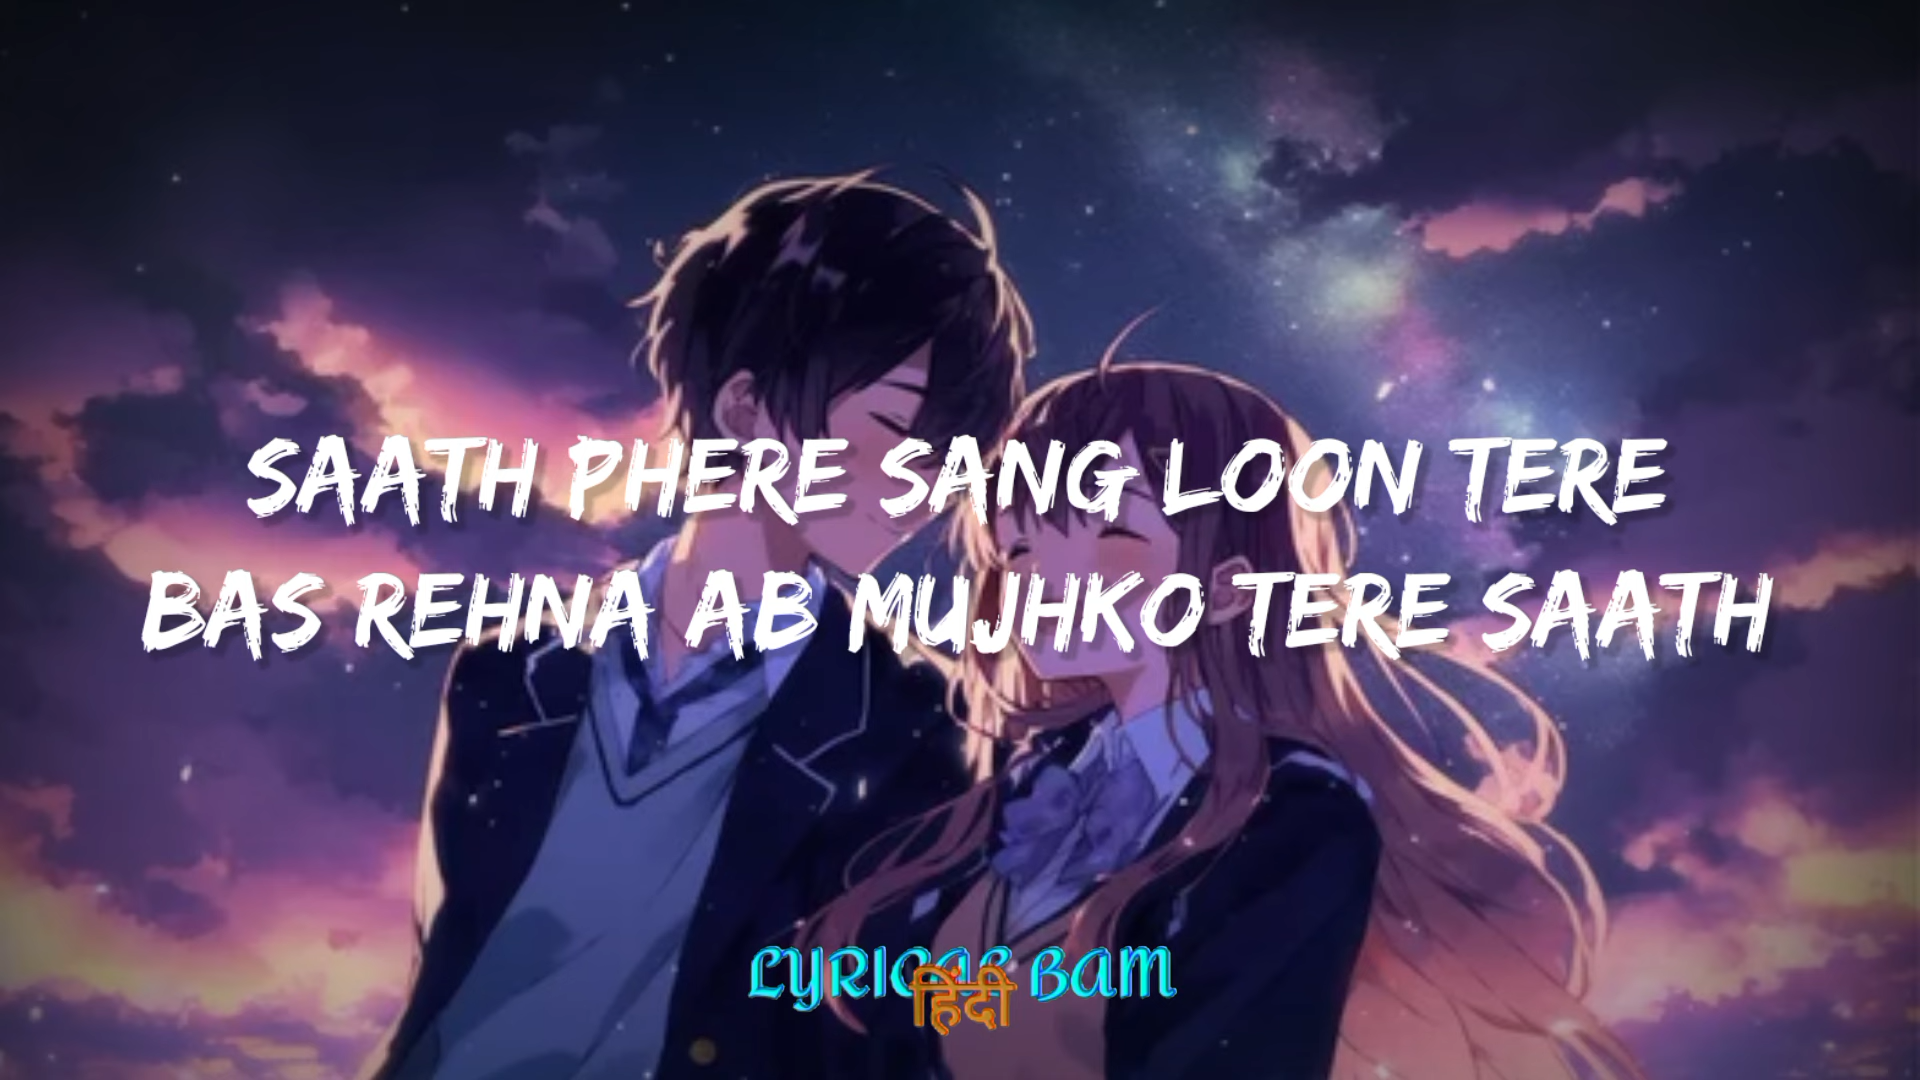 SAATH PHERE SANG LOON TERE
BAS REHNA AB MUJHKO TERE SAATH
BAM
हिंदी